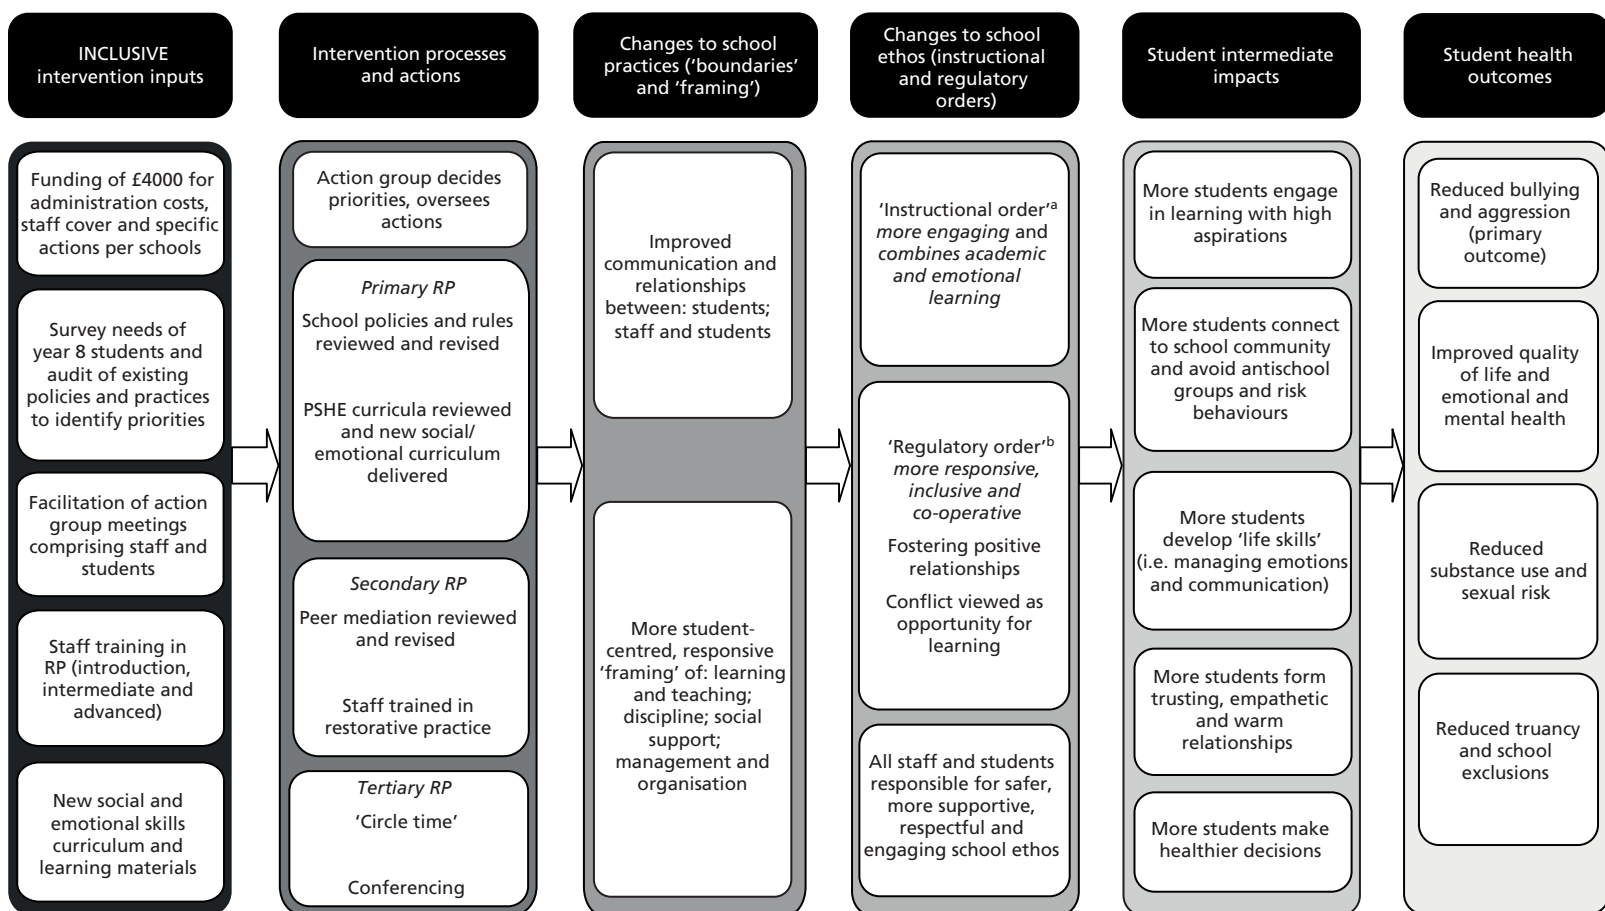 INCLUSIVE
intervention inputs
Intervention processes
and actions
Changes to school
practices (‘boundaries’
and ‘framing’)
Changes to school
ethos (instructional
and regulatory
orders)
Student intermediate
impacts
Student health
outcomes
Funding of £4000 for
administration costs,
staff cover and specific
actions per schools
Survey needs of
year 8 students and
audit of existing
policies and practices
to identify priorities
Facilitation of action
group meetings
comprising staff and
students
Staff training in
RP (introduction,
intermediate and
advanced)
New social and
emotional skills
curriculum and
learning materials
Action group decides
priorities, oversees
actions
Primary RP
School policies and rules
reviewed and revised
PSHE curricula reviewed
and new social/
emotional curriculum
delivered
Secondary RP
Peer mediation reviewed
and revised
Staff trained in
restorative practice
Tertiary RP
‘Circle time’
Conferencing
Improved
communication and
relationships
between: students;
staff and students
More student-
centred, responsive
‘framing’ of: learning
and teaching;
discipline; social
support;
management and
organisation
‘Instructional order’a
more engaging and
combines academic
and emotional
learning
‘Regulatory order’b
more responsive,
inclusive and
co-operative
Fostering positive
relationships
Conflict viewed as
opportunity for
learning
All staff and students
responsible for safer,
more supportive,
respectful and
engaging school ethos
More students engage
in learning with high
aspirations
More students connect
to school community
and avoid antischool
groups and risk
behaviours
More students
develop ‘life skills’
(i.e. managing emotions
and communication)
More students form
trusting, empathetic
and warm
relationships
More students make
healthier decisions
Reduced bullying
and aggression
(primary
outcome)
Improved quality
of life and
emotional and
mental health
Reduced
substance use and
sexual risk
Reduced truancy
and school
exclusions